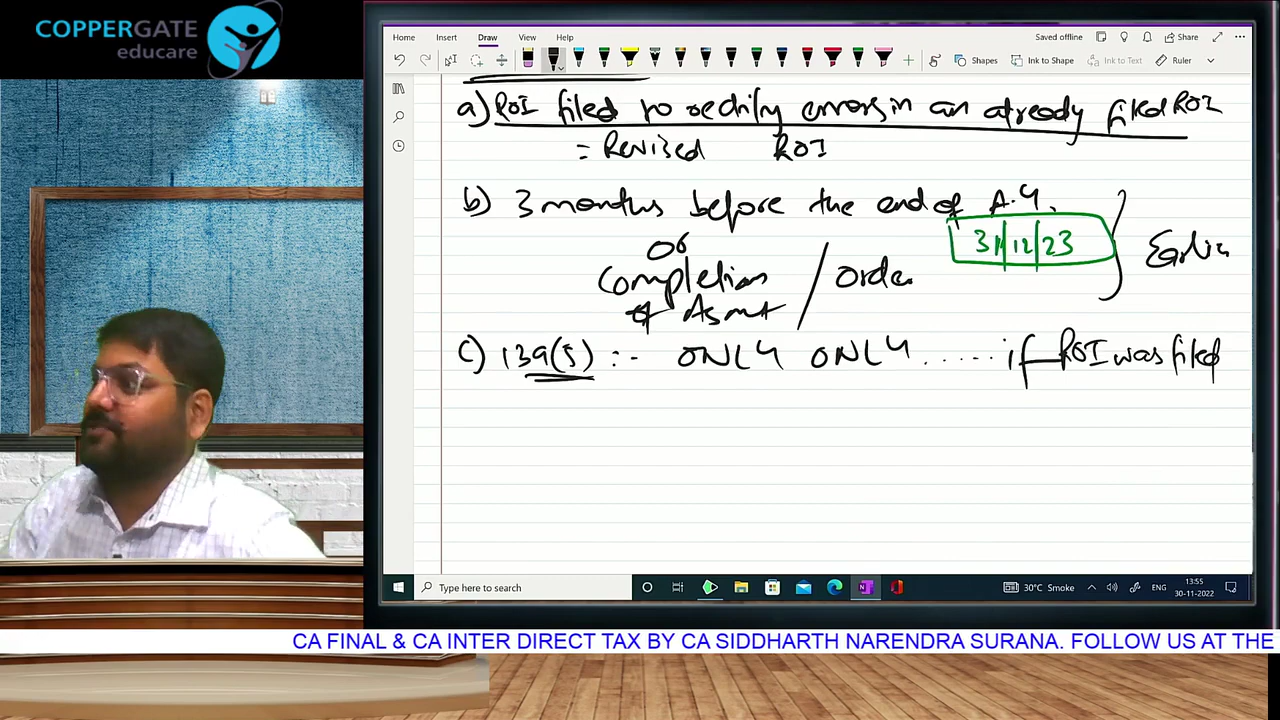 COPPERGATE
educare
Home Insert Draw View Help
Saved offline
Share
Shapes
Ink to Shape
Ruler
a) ROI filed to rectify errors in an already filed ROI
= Revised ROI
b) 3 months before the end of A.Y.
31/12/23
Or
Earlier
Completion / Order
of Asmt
c) 139(5) :- ONLY ONLY ..... if ROI was filed
Type here to search
30°C Smoke
ENG
13:55
30-11-2022
CA FINAL & CA INTER DIRECT TAX BY CA SIDDHARTH NARENDRA SURANA. FOLLOW US AT THE